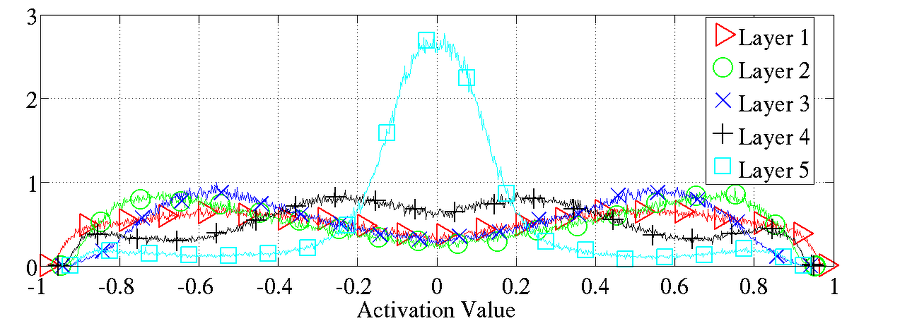 3
2
1
0
-1 -0.8 -0.6 -0.4 -0.2 0 0.2 0.4 0.6 0.8 1
Activation Value
Layer 1
Layer 2
Layer 3
Layer 4
Layer 5